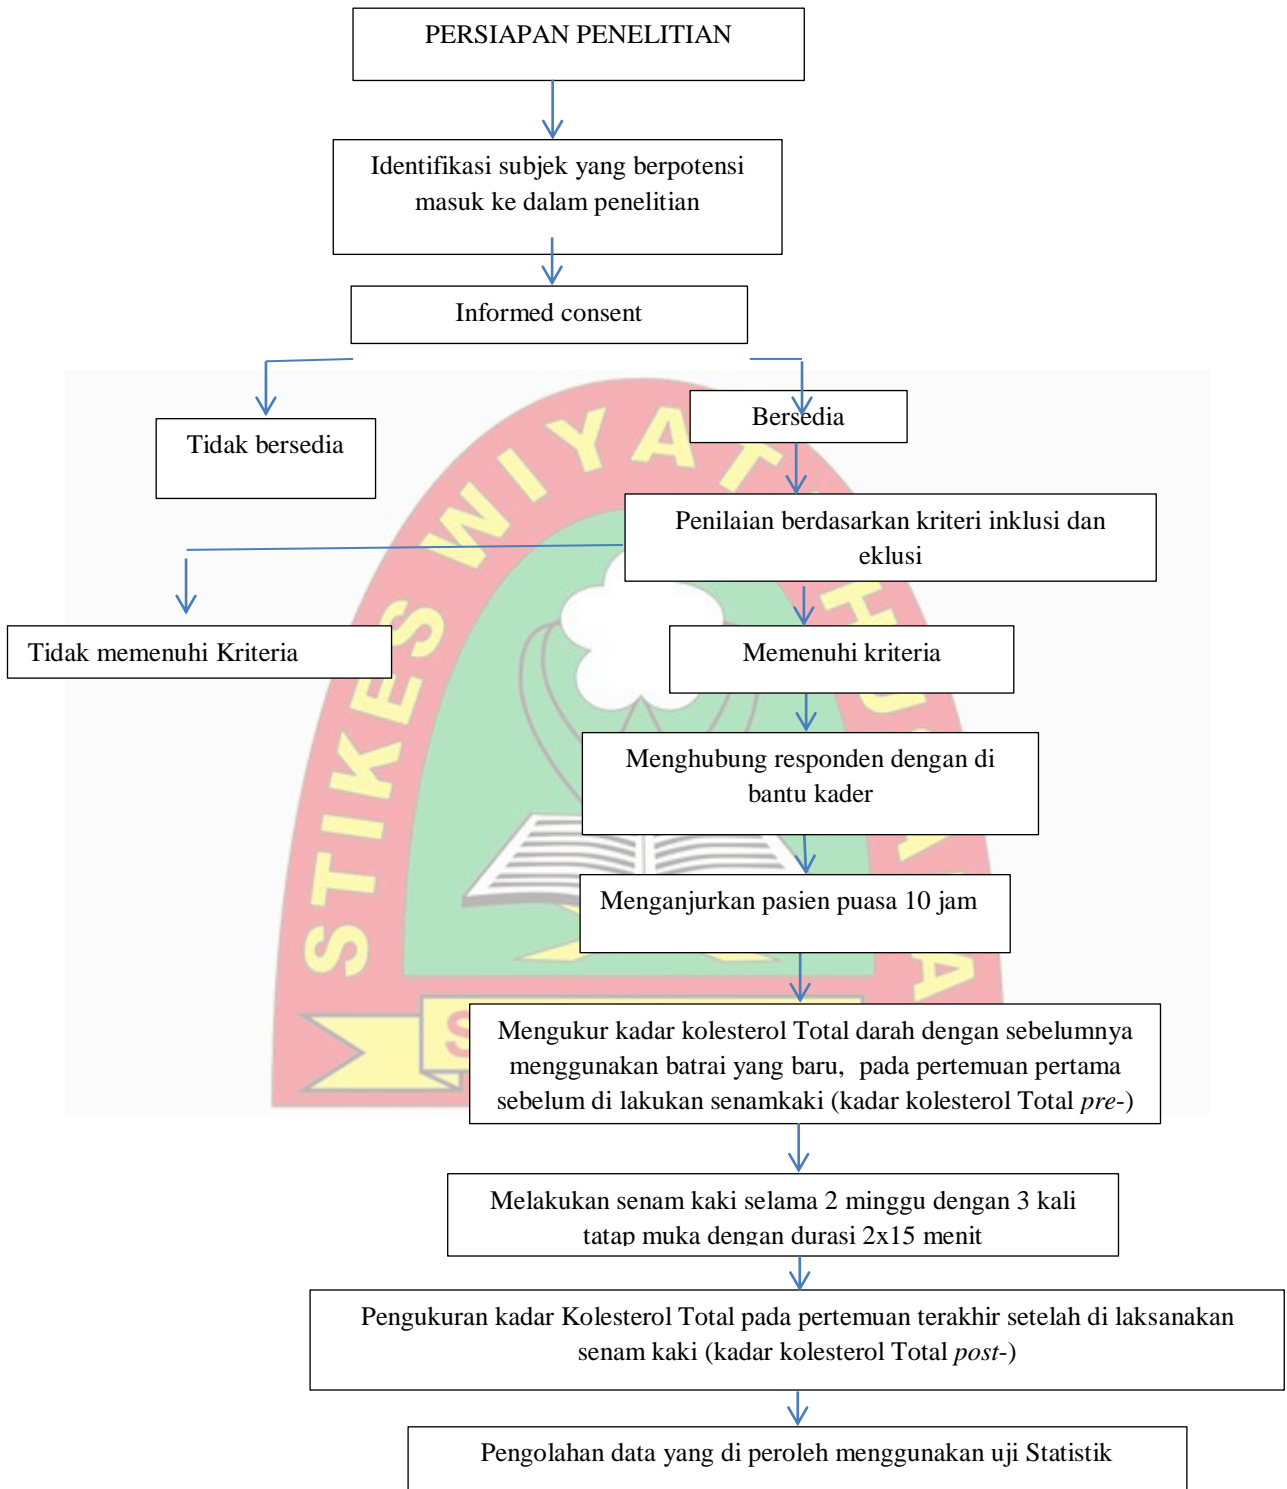 PERSIAPAN PENELITIAN
Identifikasi subjek yang berpotensi
masuk ke dalam penelitian
Informed consent
Tidak bersedia
Bersedia
Penilaian berdasarkan kriteri inklusi dan
eklusi
Tidak memenuhi Kriteria
Memenuhi kriteria
Menghubung responden dengan di
bantu kader
Menganjurkan pasien puasa 10 jam
Mengukur kadar kolesterol Total darah dengan sebelumnya
menggunakan batrai yang baru, pada pertemuan pertama
sebelum di lakukan senamkaki (kadar kolesterol Total pre-)
Melakukan senam kaki selama 2 minggu dengan 3 kali
tatap muka dengan durasi 2x15 menit
Pengukuran kadar Kolesterol Total pada pertemuan terakhir setelah di laksanakan
senam kaki (kadar kolesterol Total post-)
Pengolahan data yang di peroleh menggunakan uji Statistik
STIKES WIYAT